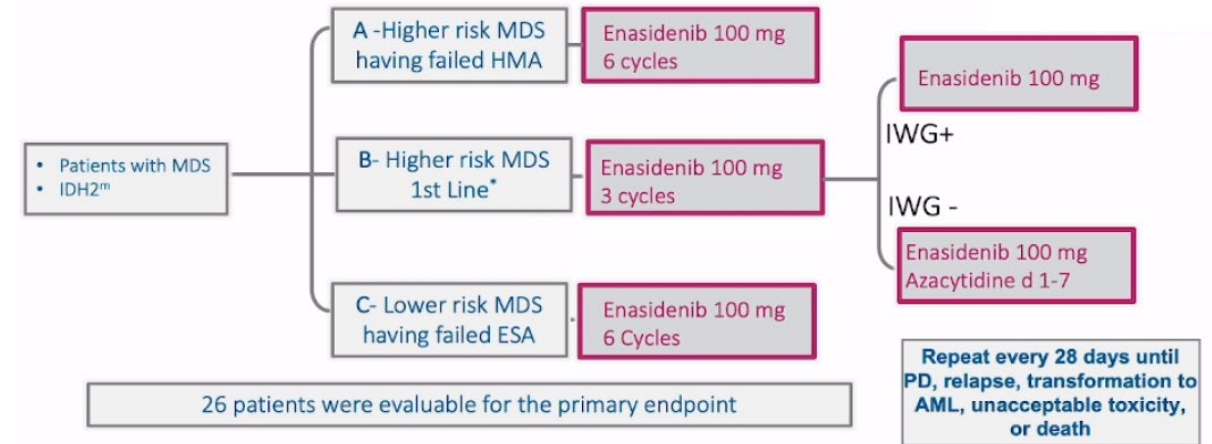 • Patients with MDS
• IDH2ᵐ
A -Higher risk MDS
having failed HMA
Enasidenib 100 mg
6 cycles
B- Higher risk MDS
1st Line*
Enasidenib 100 mg
3 cycles
C- Lower risk MDS
having failed ESA
Enasidenib 100 mg
6 Cycles
Enasidenib 100 mg
IWG+
IWG -
Enasidenib 100 mg
Azacytidine d 1-7
26 patients were evaluable for the primary endpoint
Repeat every 28 days until
PD, relapse, transformation to
AML, unacceptable toxicity,
or death